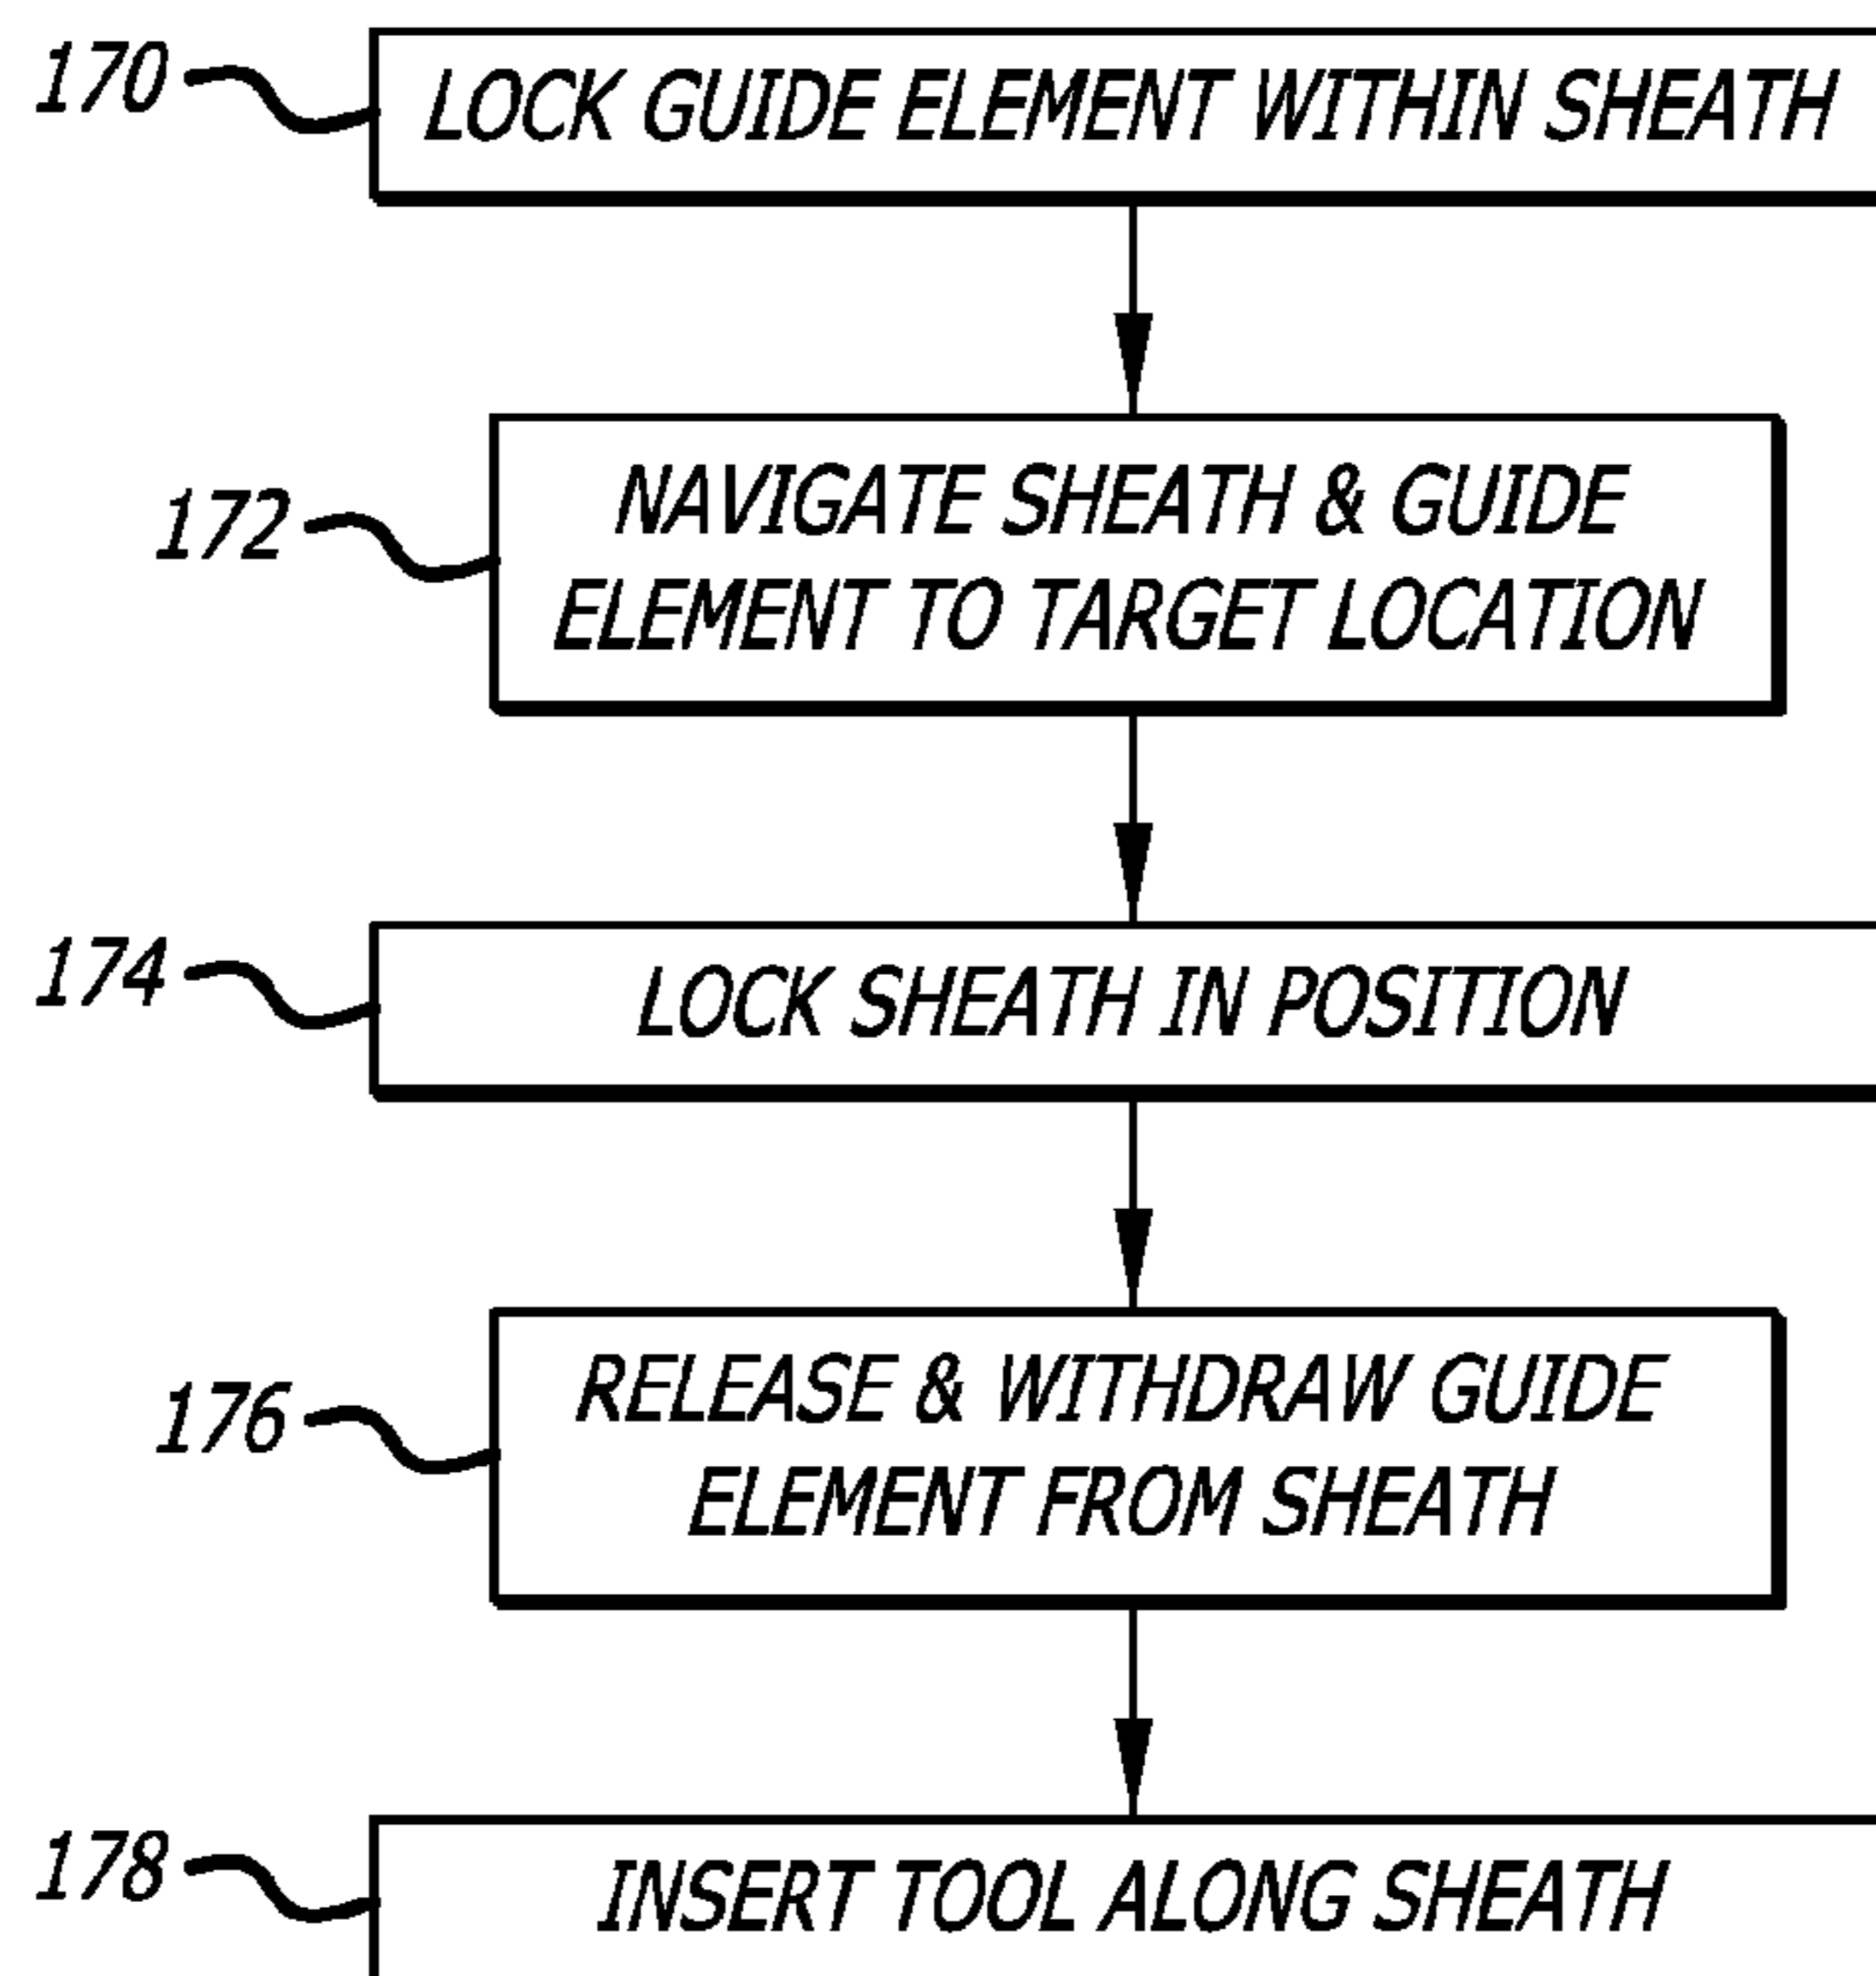 170
LOCK GUIDE ELEMENT WITHIN SHEATH
172
NAVIGATE SHEATH & GUIDE
ELEMENT TO TARGET LOCATION
174
LOCK SHEATH IN POSITION
176
RELEASE & WITHDRAW GUIDE
ELEMENT FROM SHEATH
178
INSERT TOOL ALONG SHEATH